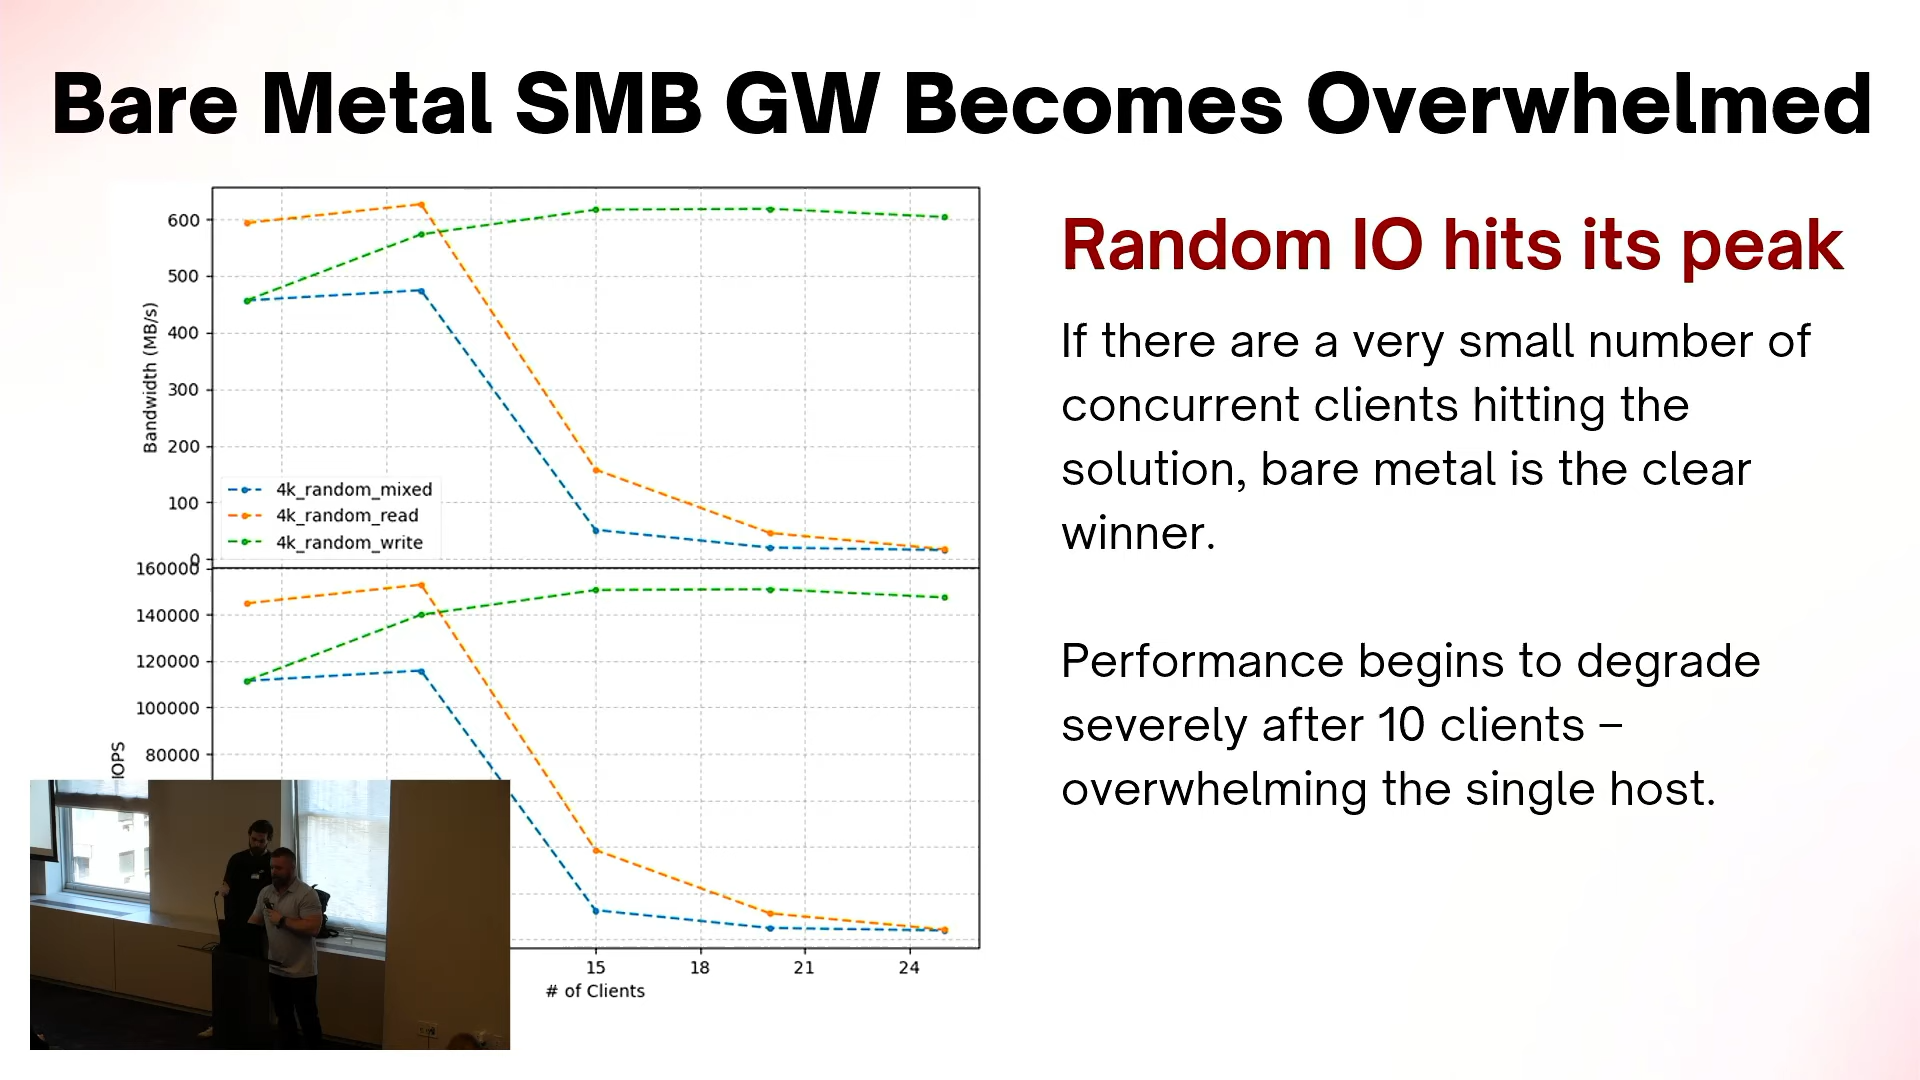 Bare Metal SMB GW Becomes Overwhelmed
600
500
400
300
200
100
0
Bandwidth (MB/s)
4k_random_mixed
4k_random_read
4k_random_write
160000
140000
120000
100000
80000
IOPS
15 18 21 24
# of Clients
Random IO hits its peak
If there are a very small number of
concurrent clients hitting the
solution, bare metal is the clear
winner.
Performance begins to degrade
severely after 10 clients –
overwhelming the single host.